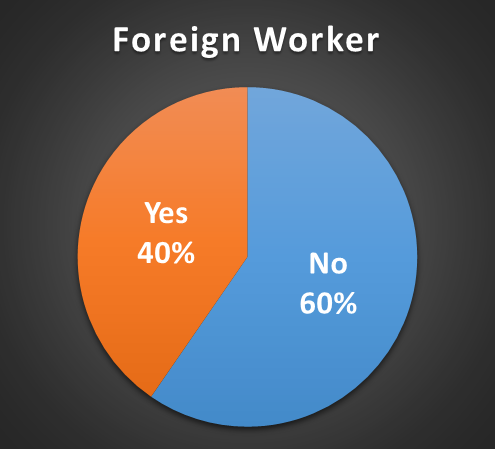 Foreign Worker
Yes
40%
No
60%